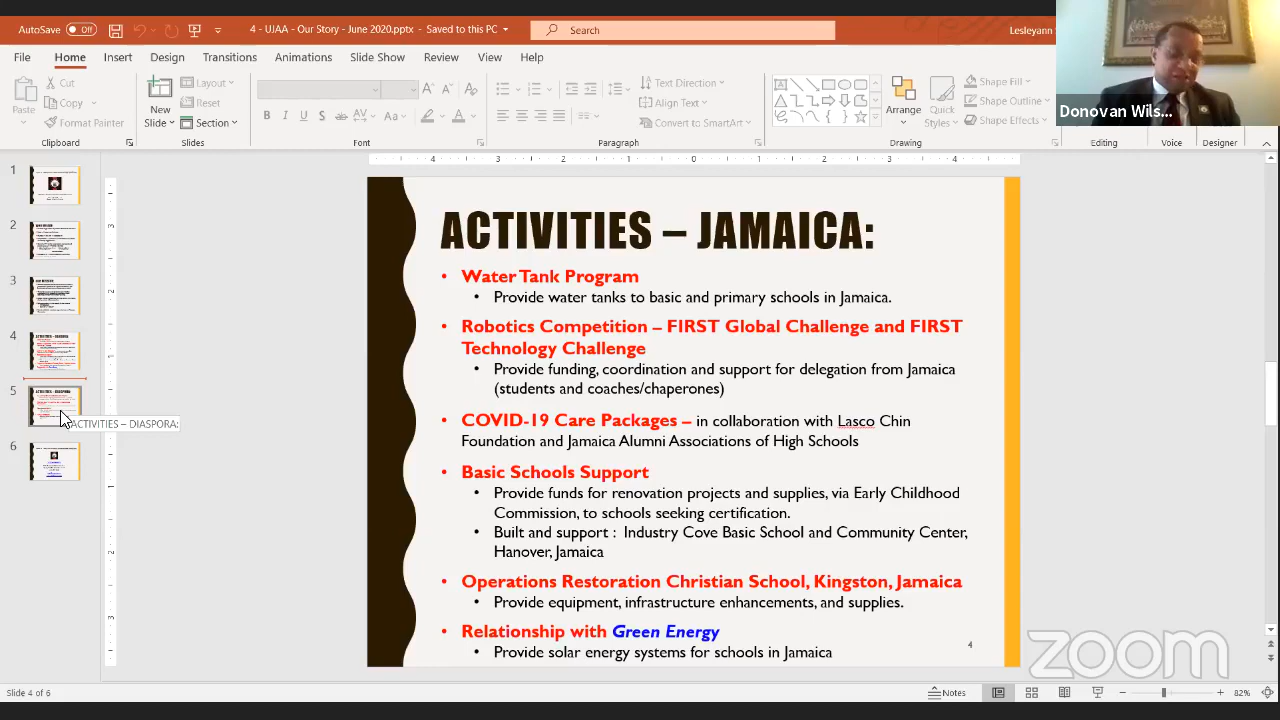 AutoSave Off
4 - UJAA - Our Story - June 2020.pptx - Saved to this PC
Search
Lesleyann
File Home Insert Design Transitions Animations Slide Show Review View Help
Paste
Cut
Copy
Format Painter
Clipboard
New
Slide
Layout
Reset
Section
Slides
Font
Text Direction
Align Text
Convert to SmartArt
Paragraph
Arrange
Quick
Styles
Shape Fill
Shape Outline
Shape Effects
Drawing
Editing
Voice
Designer
Donovan Wils...
1
2
3
4
5
6
ACTIVITIES – DIASPORA:
ACTIVITIES – JAMAICA:
• Water Tank Program
• Provide water tanks to basic and primary schools in Jamaica.
• Robotics Competition – FIRST Global Challenge and FIRST
Technology Challenge
• Provide funding, coordination and support for delegation from Jamaica
(students and coaches/chaperones)
• COVID-19 Care Packages – in collaboration with Lasco Chin
Foundation and Jamaica Alumni Associations of High Schools
• Basic Schools Support
• Provide funds for renovation projects and supplies, via Early Childhood
Commission, to schools seeking certification.
• Built and support : Industry Cove Basic School and Community Center,
Hanover, Jamaica
• Operations Restoration Christian School, Kingston, Jamaica
• Provide equipment, infrastructure enhancements, and supplies.
• Relationship with Green Energy
• Provide solar energy systems for schools in Jamaica
4
zoom
Slide 4 of 6
Notes
82%